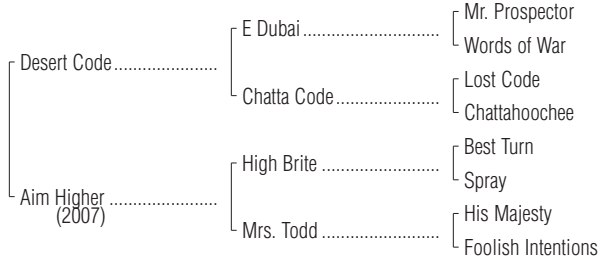 Mr. Prospector
E Dubai
Words of War
Desert Code
Lost Code
Chatta Code
Chattahoochee
Best Turn
High Brite
Spray
Aim Higher
(2007)
His Majesty
Mrs. Todd
Foolish Intentions